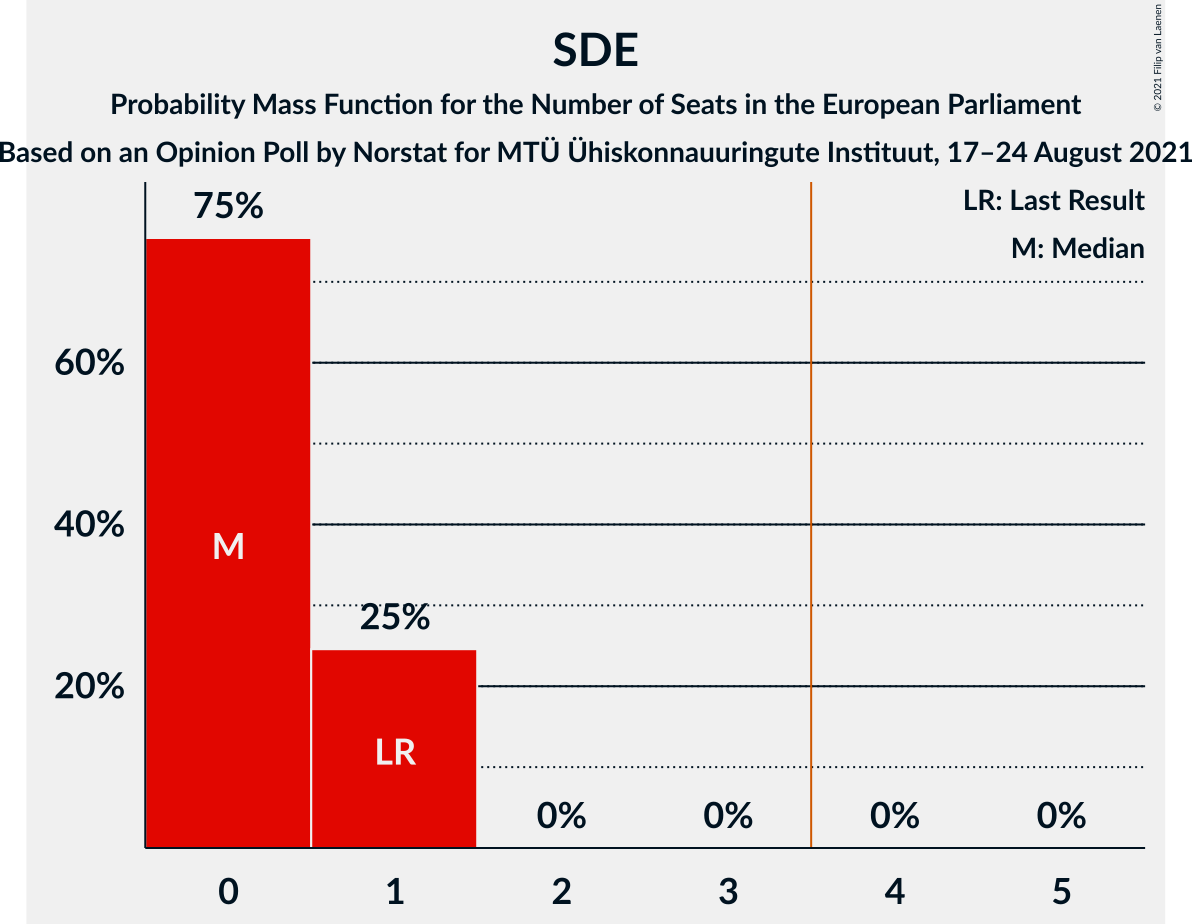 SDE
Probability Mass Function for the Number of Seats in the European Parliament
Based on an Opinion Poll by Norstat for MTÜ Ühiskonnauuringute Instituut, 17–24 August 2021
© 2021 Filip van Laenen
LR: Last Result
M: Median
75%
60%
40%
20%
M
25%
LR
0%
0%
0%
0%
0
1
2
3
4
5